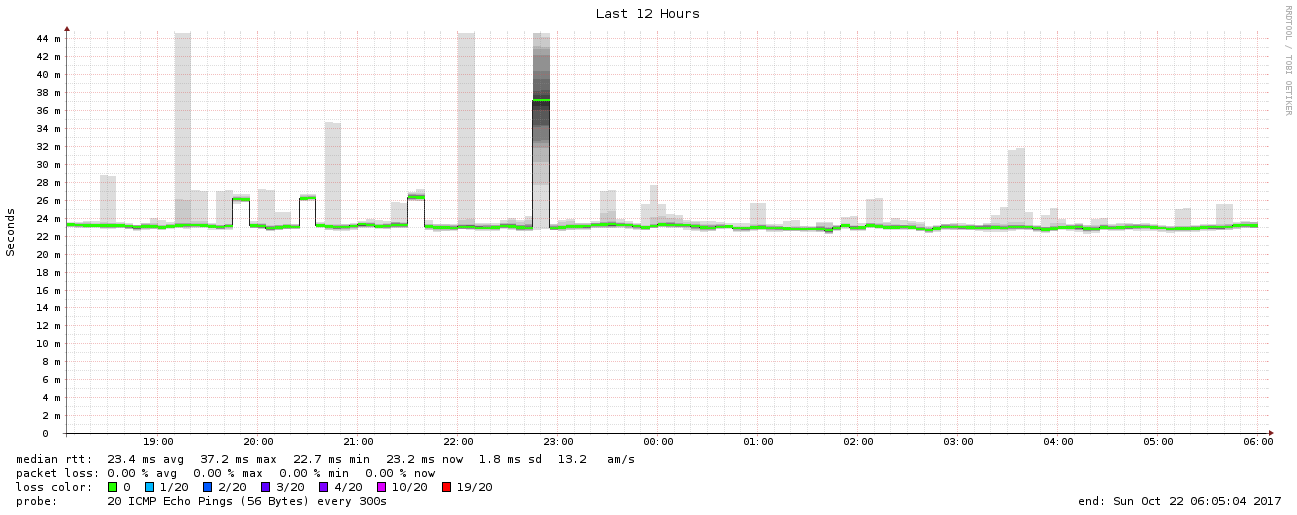 Last 12 Hours
RRDTOOL / TOBI OETIKER
Seconds
44 m
42 m
40 m
38 m
36 m
34 m
32 m
30 m
28 m
26 m
24 m
22 m
20 m
18 m
16 m
14 m
12 m
10 m
8 m
6 m
4 m
2 m
0
19:00 20:00 21:00 22:00 23:00 00:00 01:00 02:00 03:00 04:00 05:00 06:00
median rtt: 23.4 ms avg 37.2 ms max 22.7 ms min 23.2 ms now 1.8 ms sd 13.2 am/s
packet loss: 0.00 % avg 0.00 % max 0.00 % min 0.00 % now
loss color: 0 1/20 2/20 3/20 4/20 10/20 19/20
probe: 20 ICMP Echo Pings (56 Bytes) every 300s end: Sun Oct 22 06:05:04 2017